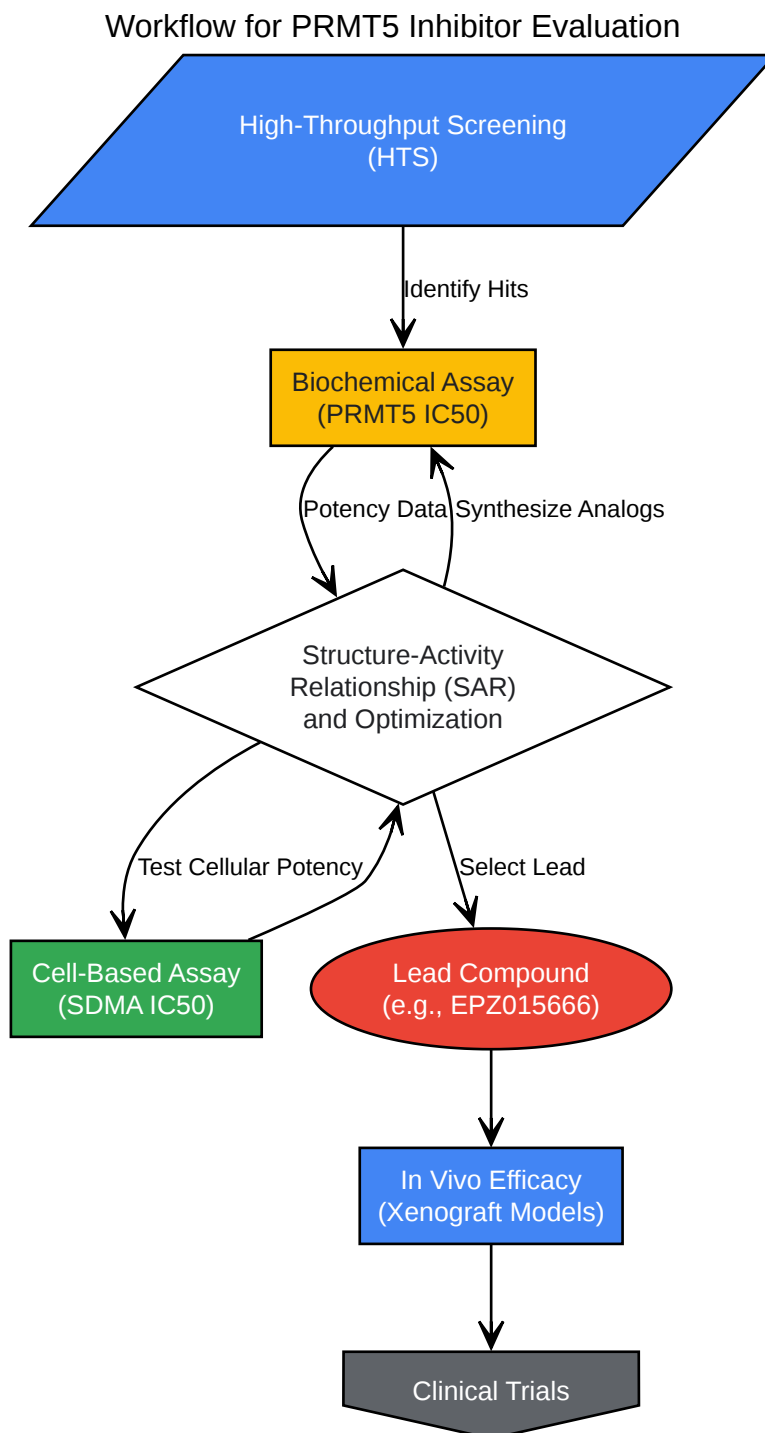 Workflow for PRMT5 Inhibitor Evaluation
High-Throughput Screening
(HTS)
Identify Hits
Biochemical Assay
(PRMT5 IC50)
Potency Data
Synthesize Analogs
Structure-Activity
Relationship (SAR)
and Optimization
Test Cellular Potency
Select Lead
Cell-Based Assay
(SDMA IC50)
Lead Compound
(e.g., EPZ015666)
In Vivo Efficacy
(Xenograft Models)
Clinical Trials